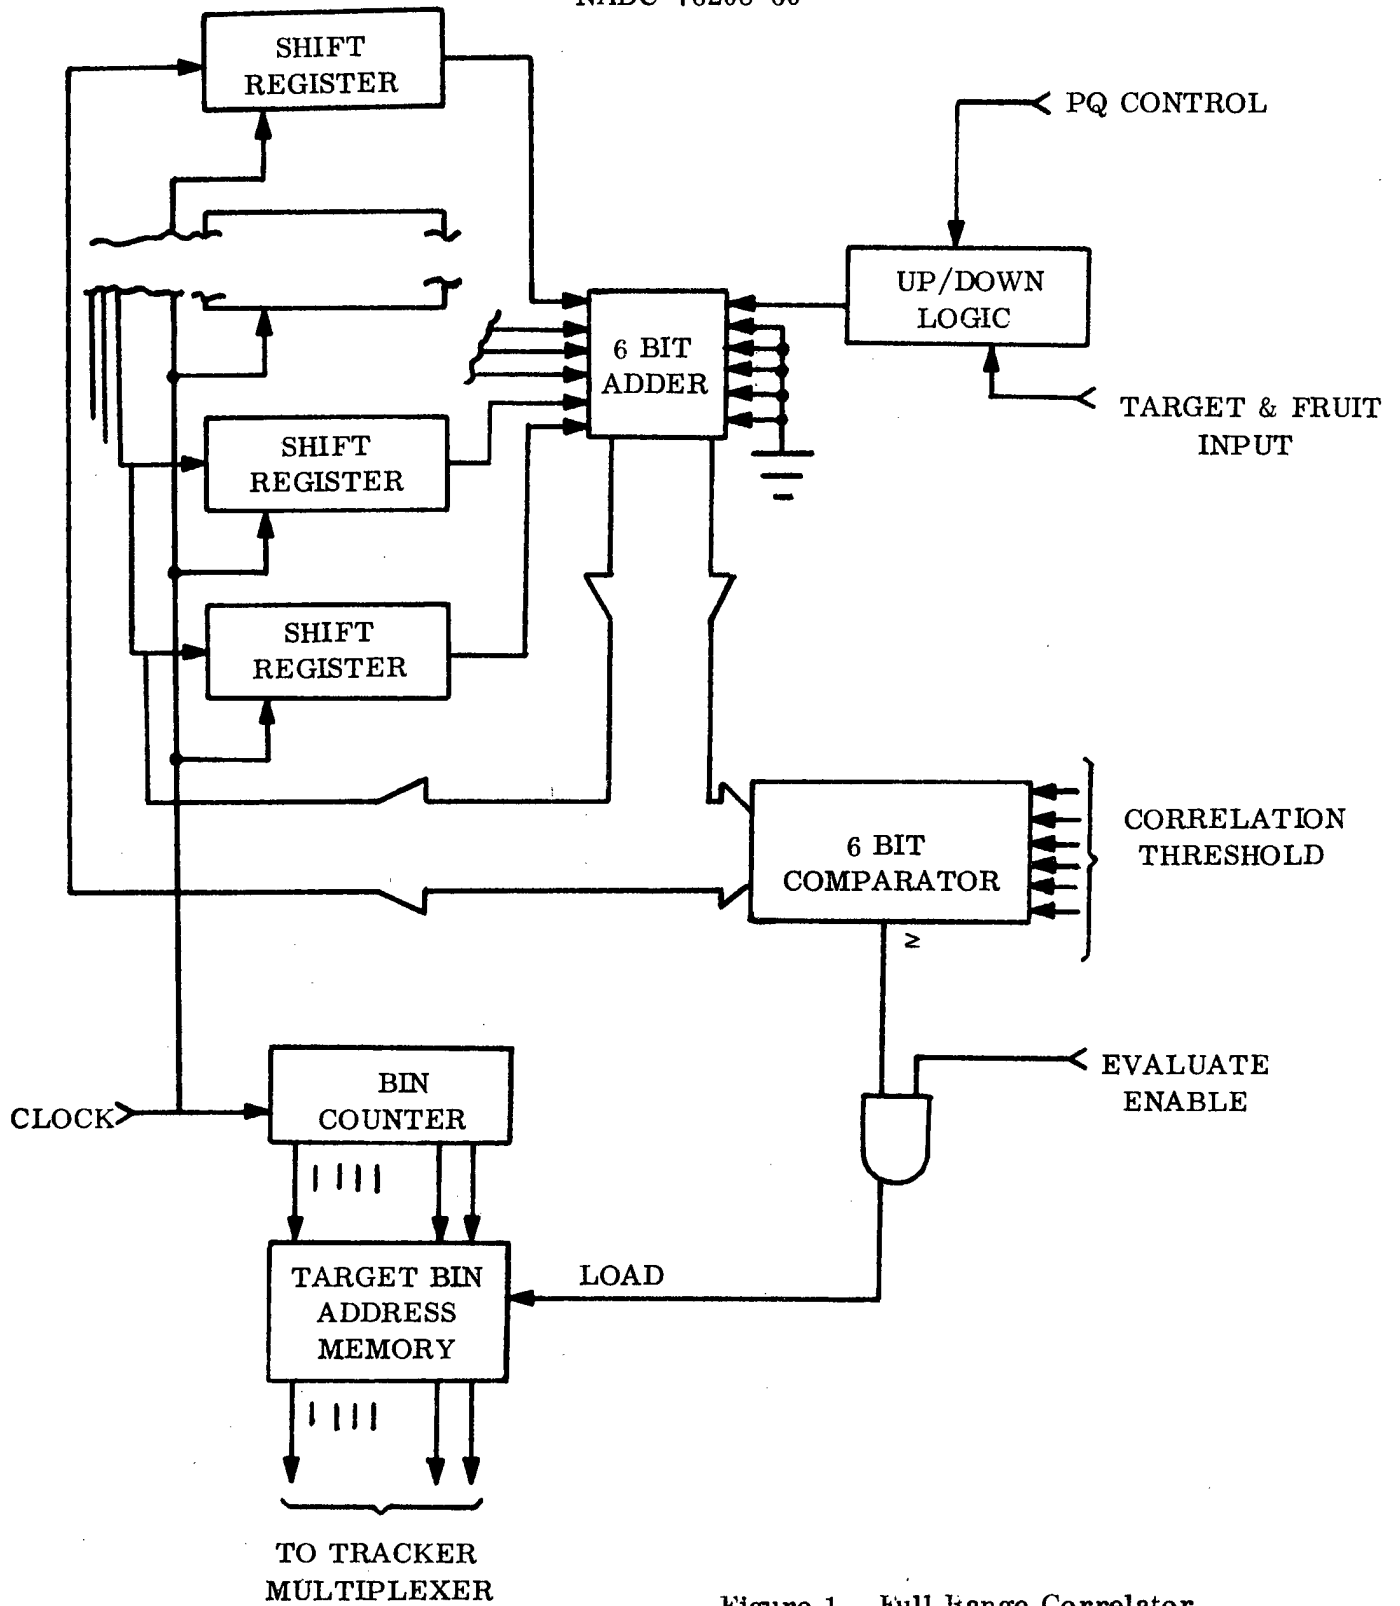 SHIFT
REGISTER
PQ CONTROL
UP/DOWN
LOGIC
6 BIT
ADDER
TARGET & FRUIT
INPUT
SHIFT
REGISTER
SHIFT
REGISTER
6 BIT
COMPARATOR
≥
CORRELATION
THRESHOLD
BIN
COUNTER
CLOCK
EVALUATE
ENABLE
TARGET BIN
ADDRESS
MEMORY
LOAD
TO TRACKER
MULTIPLEXER
Figure 1 Full Range Correlator